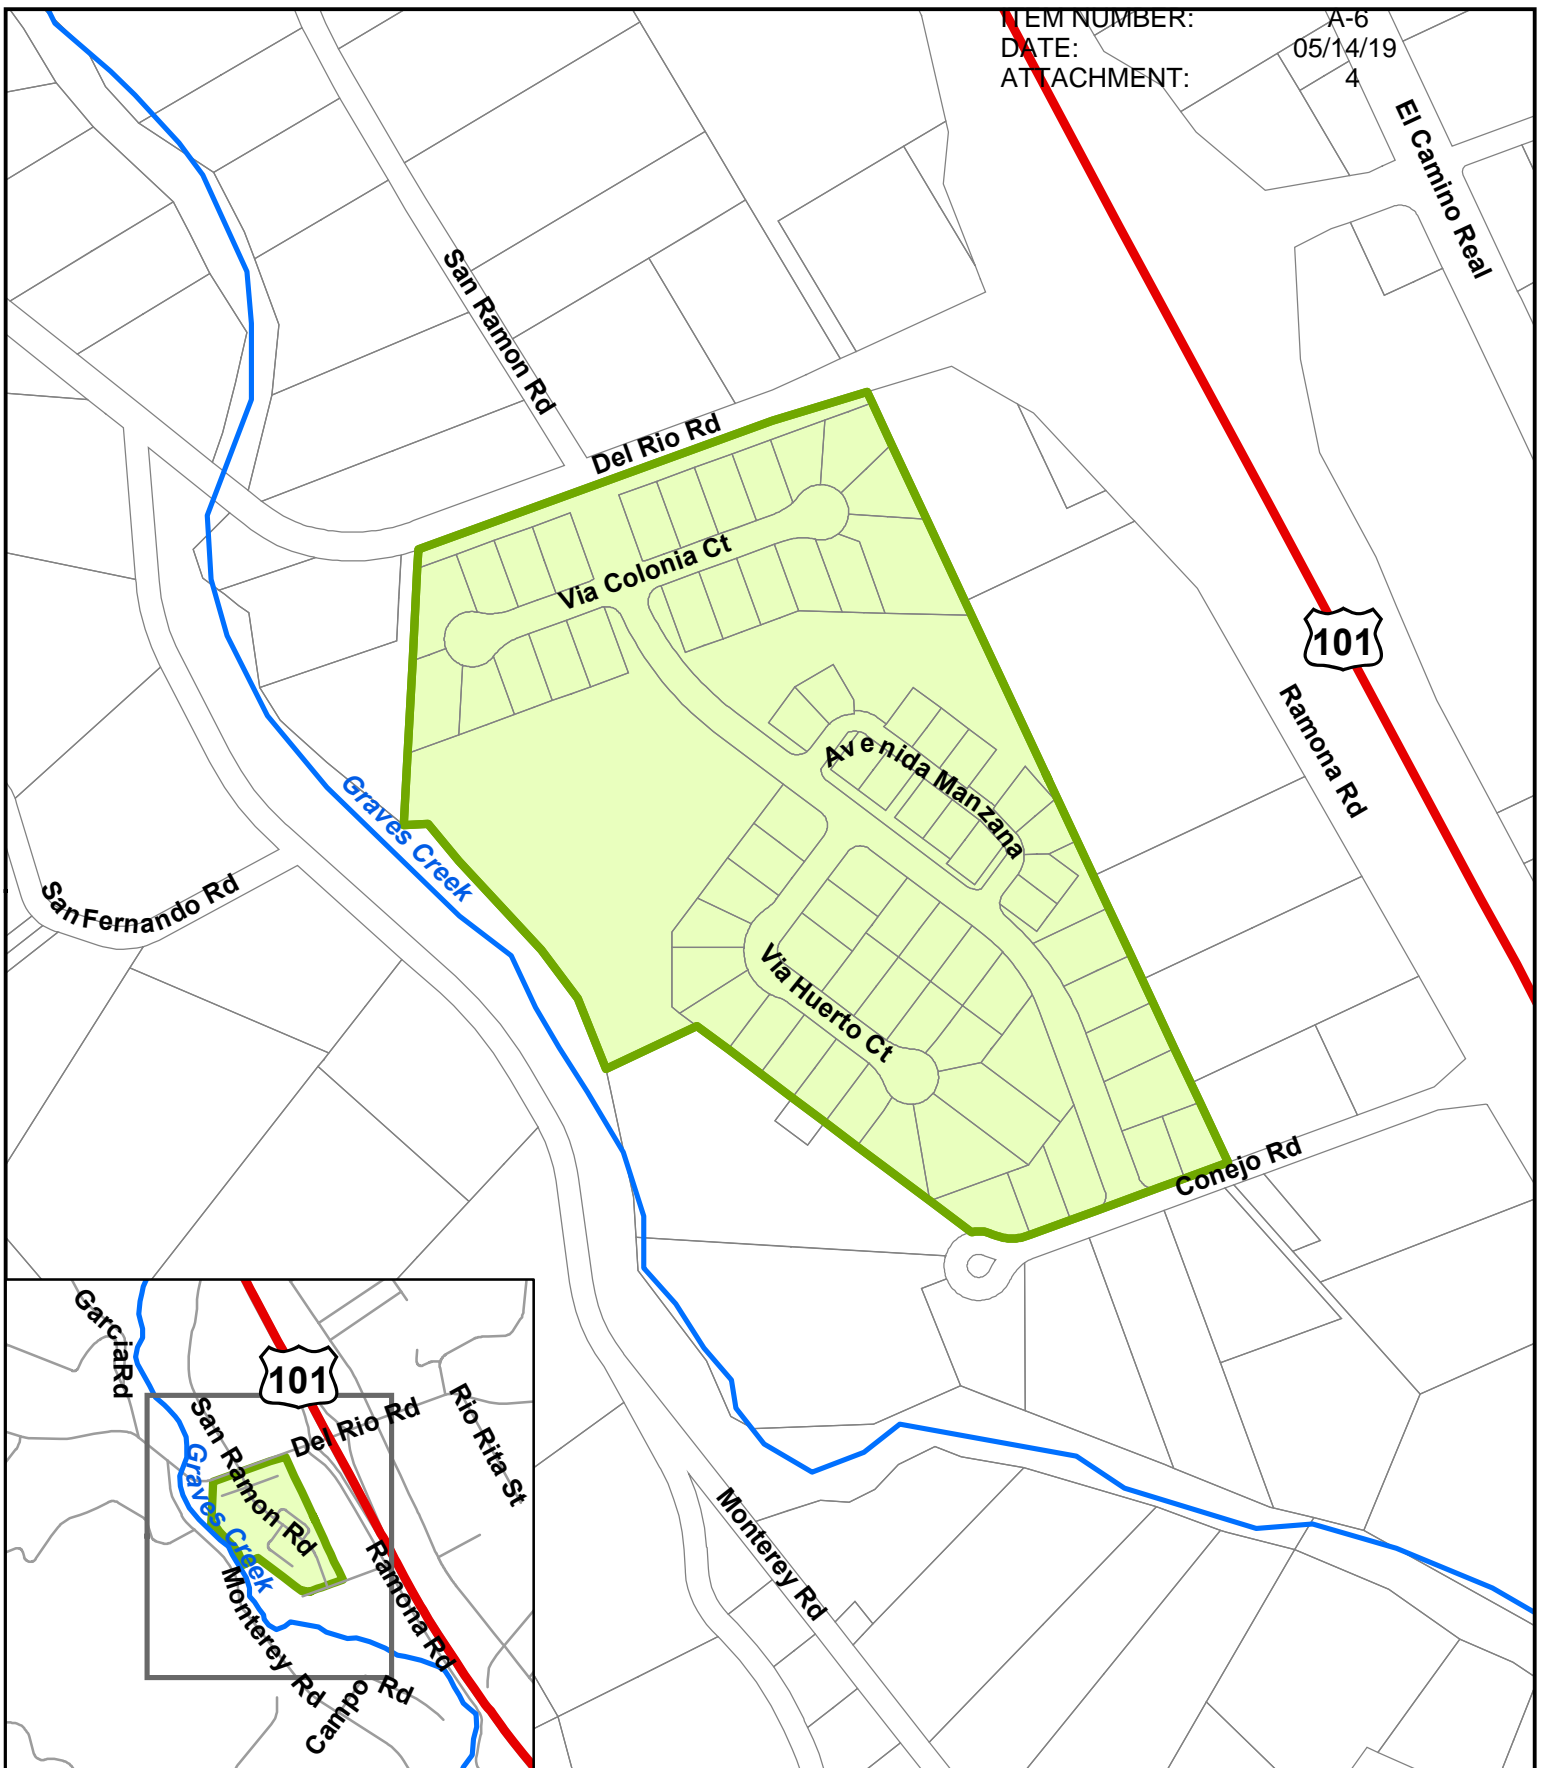 ITEM NUMBER: A-6
DATE: 05/14/19
ATTACHMENT: 4
El Camino Real
San Ramon Rd
Del Rio Rd
Via Colonia Ct
101
Ramona Rd
Avenida Manzana
Graves Creek
San Fernando Rd
Via Huerto Ct
Conejo Rd
Monterey Rd
Garcia Rd
101
San Ramon Rd
Del Rio Rd
Rio Rita St
Graves Creek
Ramona Rd
Monterey Rd
Campo Rd